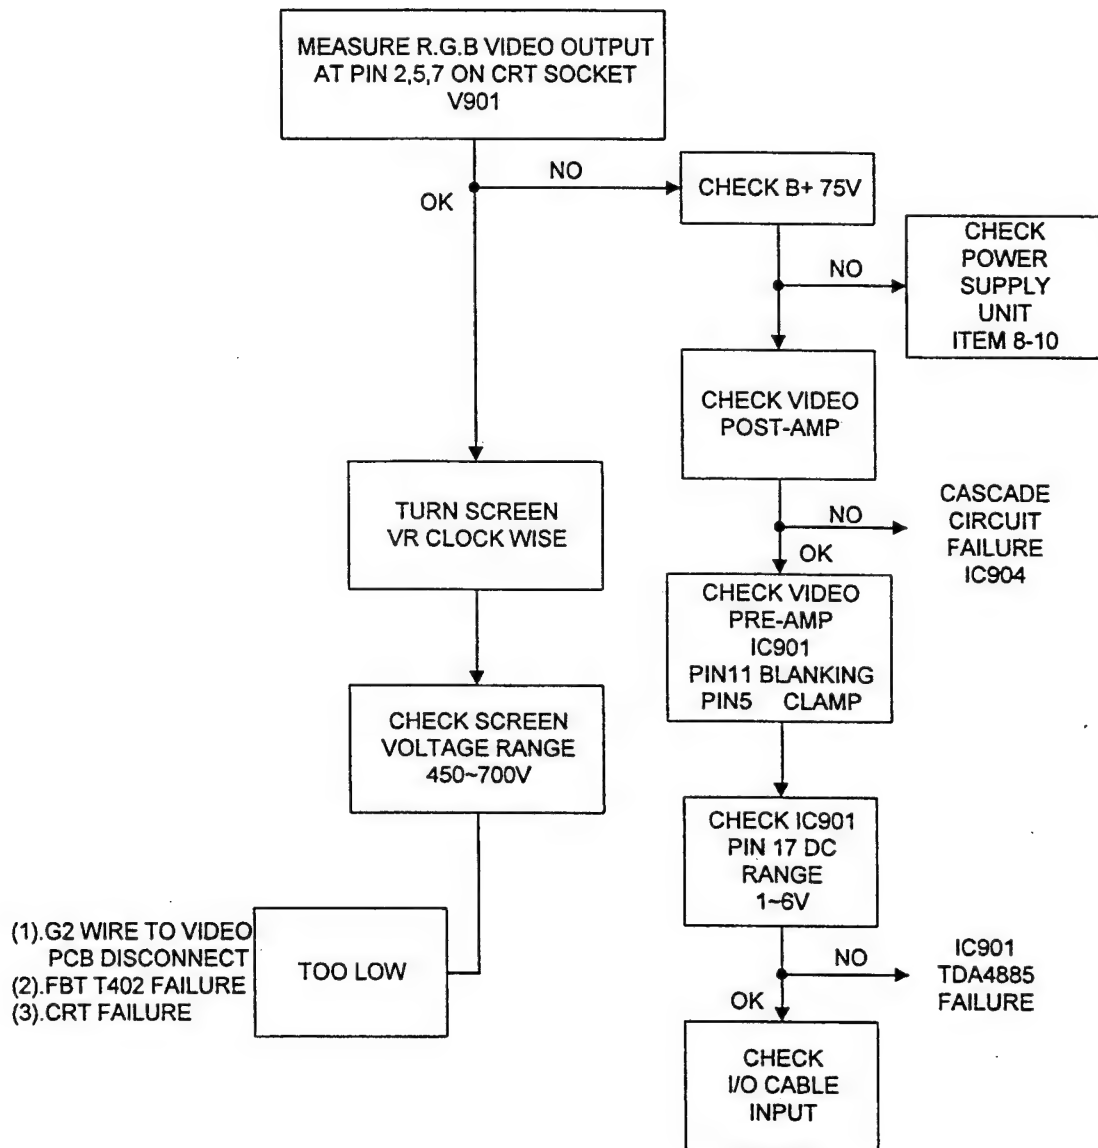 MEASURE R.G.B VIDEO OUTPUT
AT PIN 2,5,7 ON CRT SOCKET
V901
NO
OK
CHECK B+ 75V
NO
CHECK
POWER
SUPPLY
UNIT
ITEM 8-10
CHECK VIDEO
POST-AMP
NO
OK
CASCADE
CIRCUIT
FAILURE
IC904
TURN SCREEN
VR CLOCK WISE
CHECK VIDEO
PRE-AMP
IC901
PIN11 BLANKING
PIN5 CLAMP
CHECK SCREEN
VOLTAGE RANGE
450~700V
CHECK IC901
PIN 17 DC
RANGE
1~6V
(1).G2 WIRE TO VIDEO
PCB DISCONNECT
(2).FBT T402 FAILURE
(3).CRT FAILURE
TOO LOW
NO
OK
IC901
TDA4885
FAILURE
CHECK
I/O CABLE
INPUT